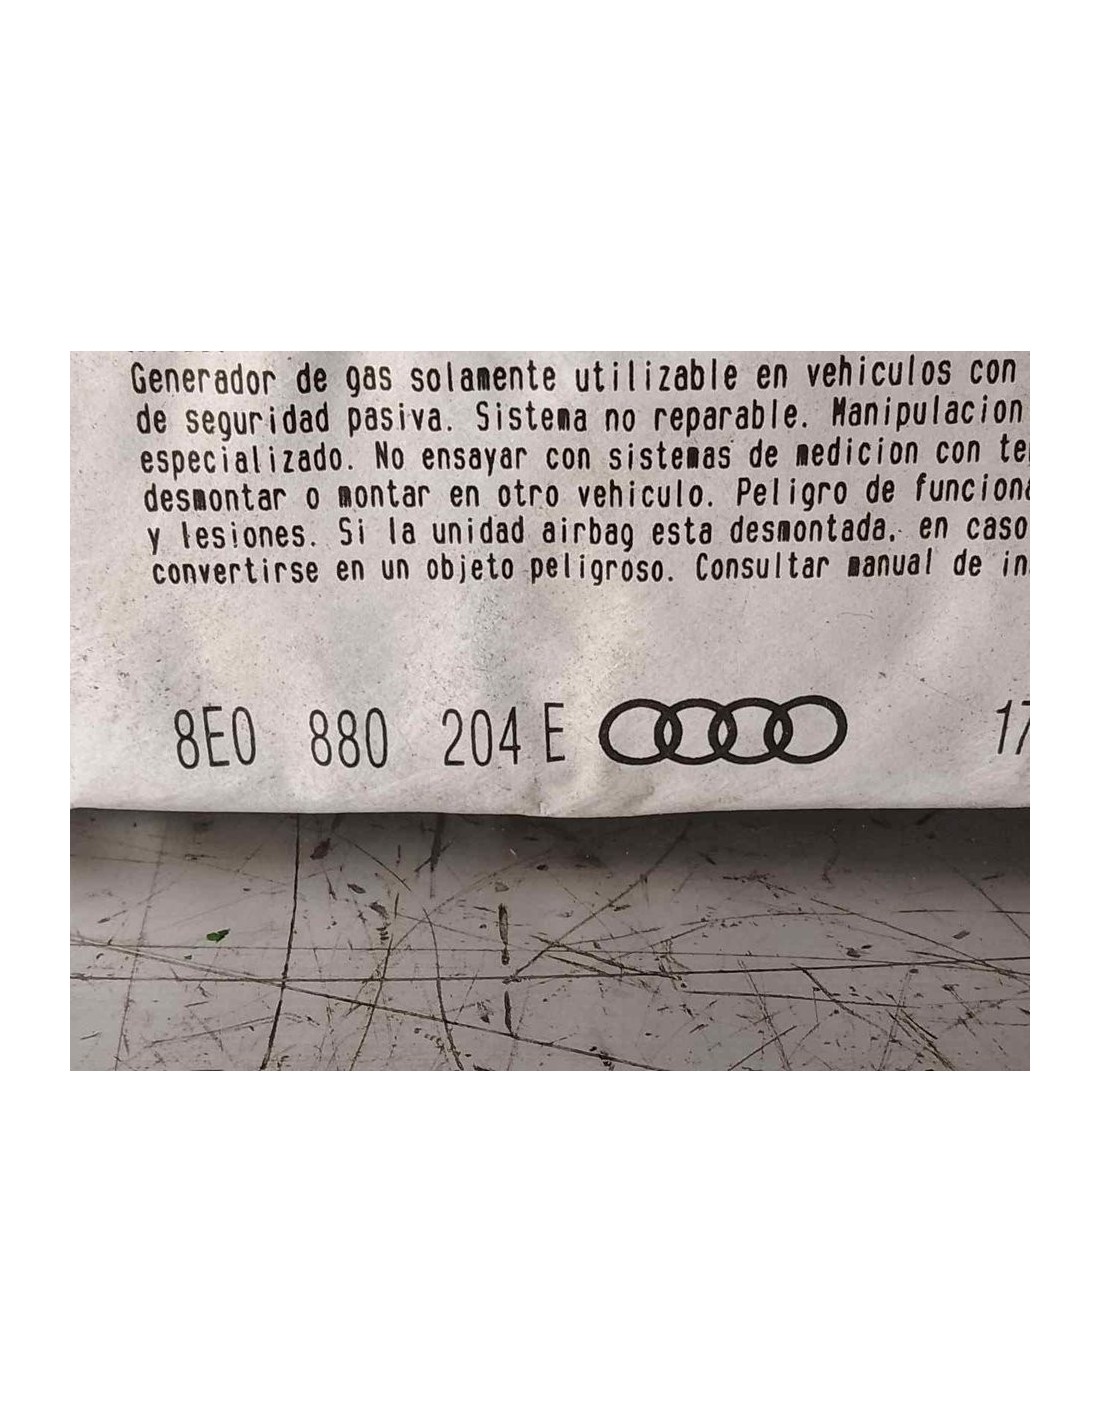 Generador de gas solamente utilizable en vehiculos con
de seguridad pasiva. Sistema no reparable. Manipulacion
especializado. No ensayar con sistemas de medicion con
desmontar o montar en otro vehiculo. Peligro de
y lesiones. Si la unidad airbag esta desmontada, en caso
convertirse en un objeto peligroso. Consultar manual de
8E0 880 204 E 17